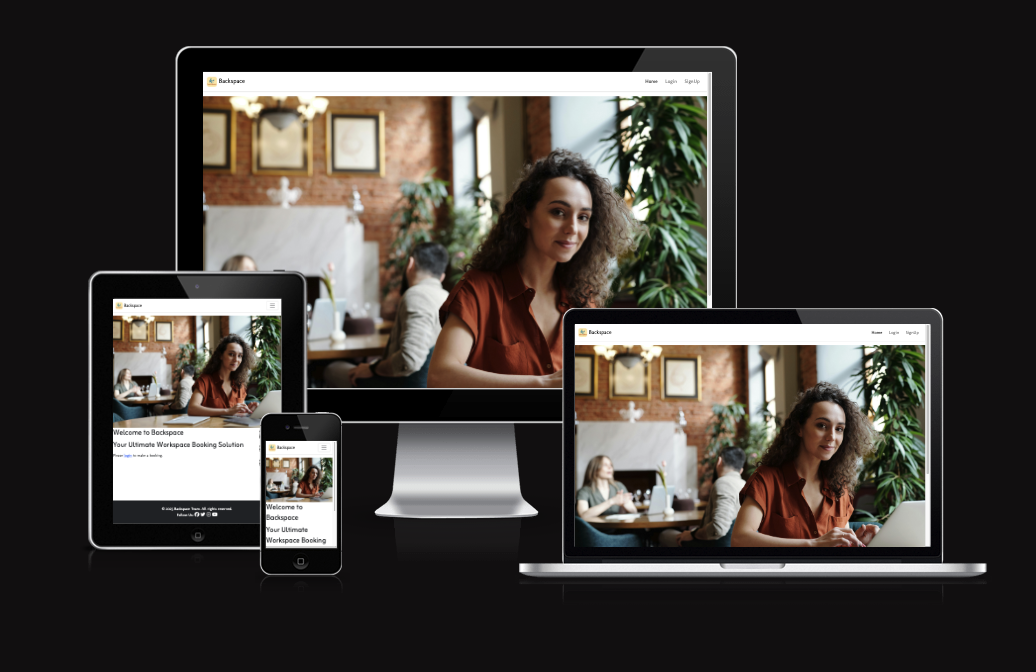 Backspace
Home Login SignUp
Backspace
Welcome to Backspace
Your Ultimate Workspace Booking Solution
Please login to make a booking
© 2023 Backspace Team. All rights reserved.
Follow Us:
Backspace
Welcome to
Backspace
Your Ultimate
Workspace Booking
Backspace
Home Login SignUp